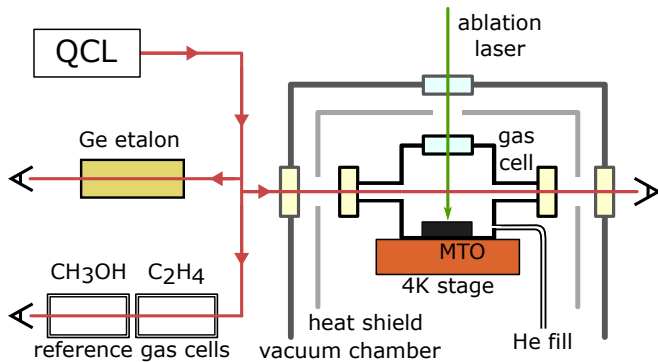 QCL
ablation
laser
Ge etalon
gas
cell
MTO
4K stage
CH3OH
C2H4
reference gas cells
heat shield
vacuum chamber
He fill